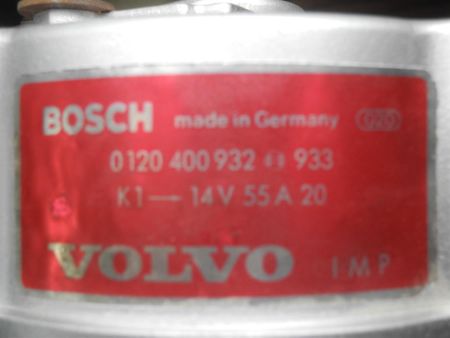 BOSCH made in Germany
0120 400 932 933
K1 → 14V 55A 20
VOLVO IMP